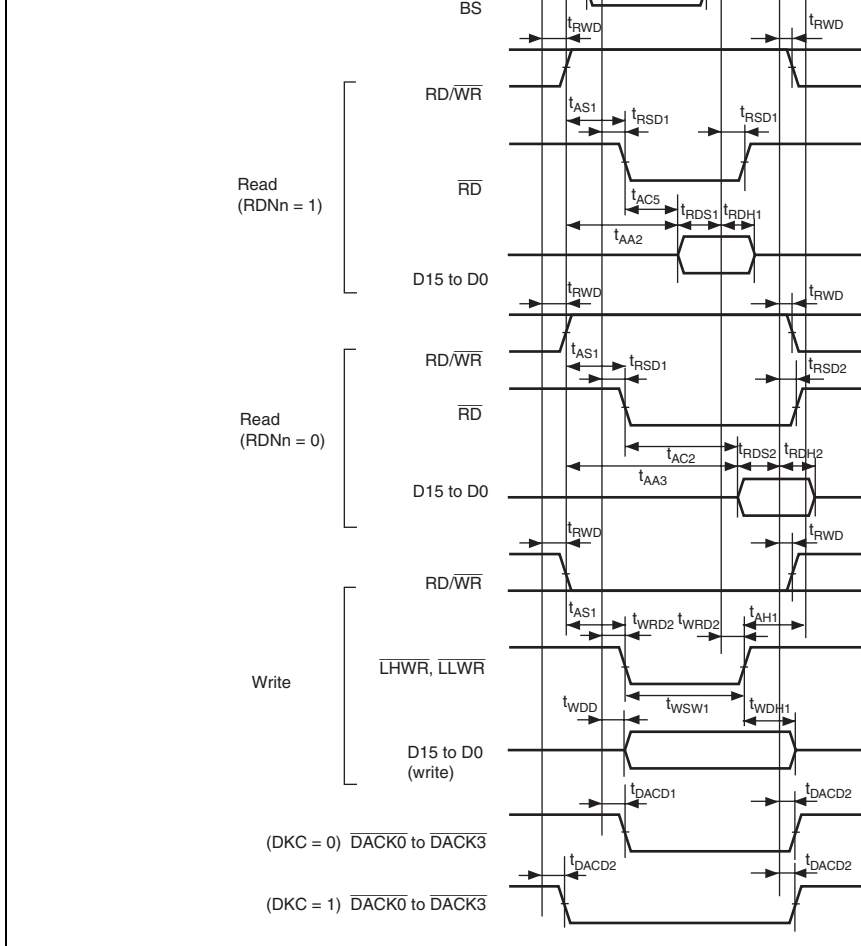 BS
tRWD tRWD
RD/WR
tAS1 tRSD1 tRSD1
Read
(RDNn = 1)
RD
tAC5 tRDS1 tRDH1
tAA2
D15 to D0
tRWD tRWD
RD/WR
tAS1 tRSD1 tRSD2
Read
(RDNn = 0)
RD
tAC2 tRDS2 tRDH2
tAA3
D15 to D0
tRWD tRWD
RD/WR
tAS1 tWRD2 tWRD2 tAH1
Write
LHWR, LLWR
tWDD tWSW1 tWDH1
D15 to D0
(write)
tDACD1 tDACD2
(DKC = 0) DACK0 to DACK3
tDACD2 tDACD2
(DKC = 1) DACK0 to DACK3